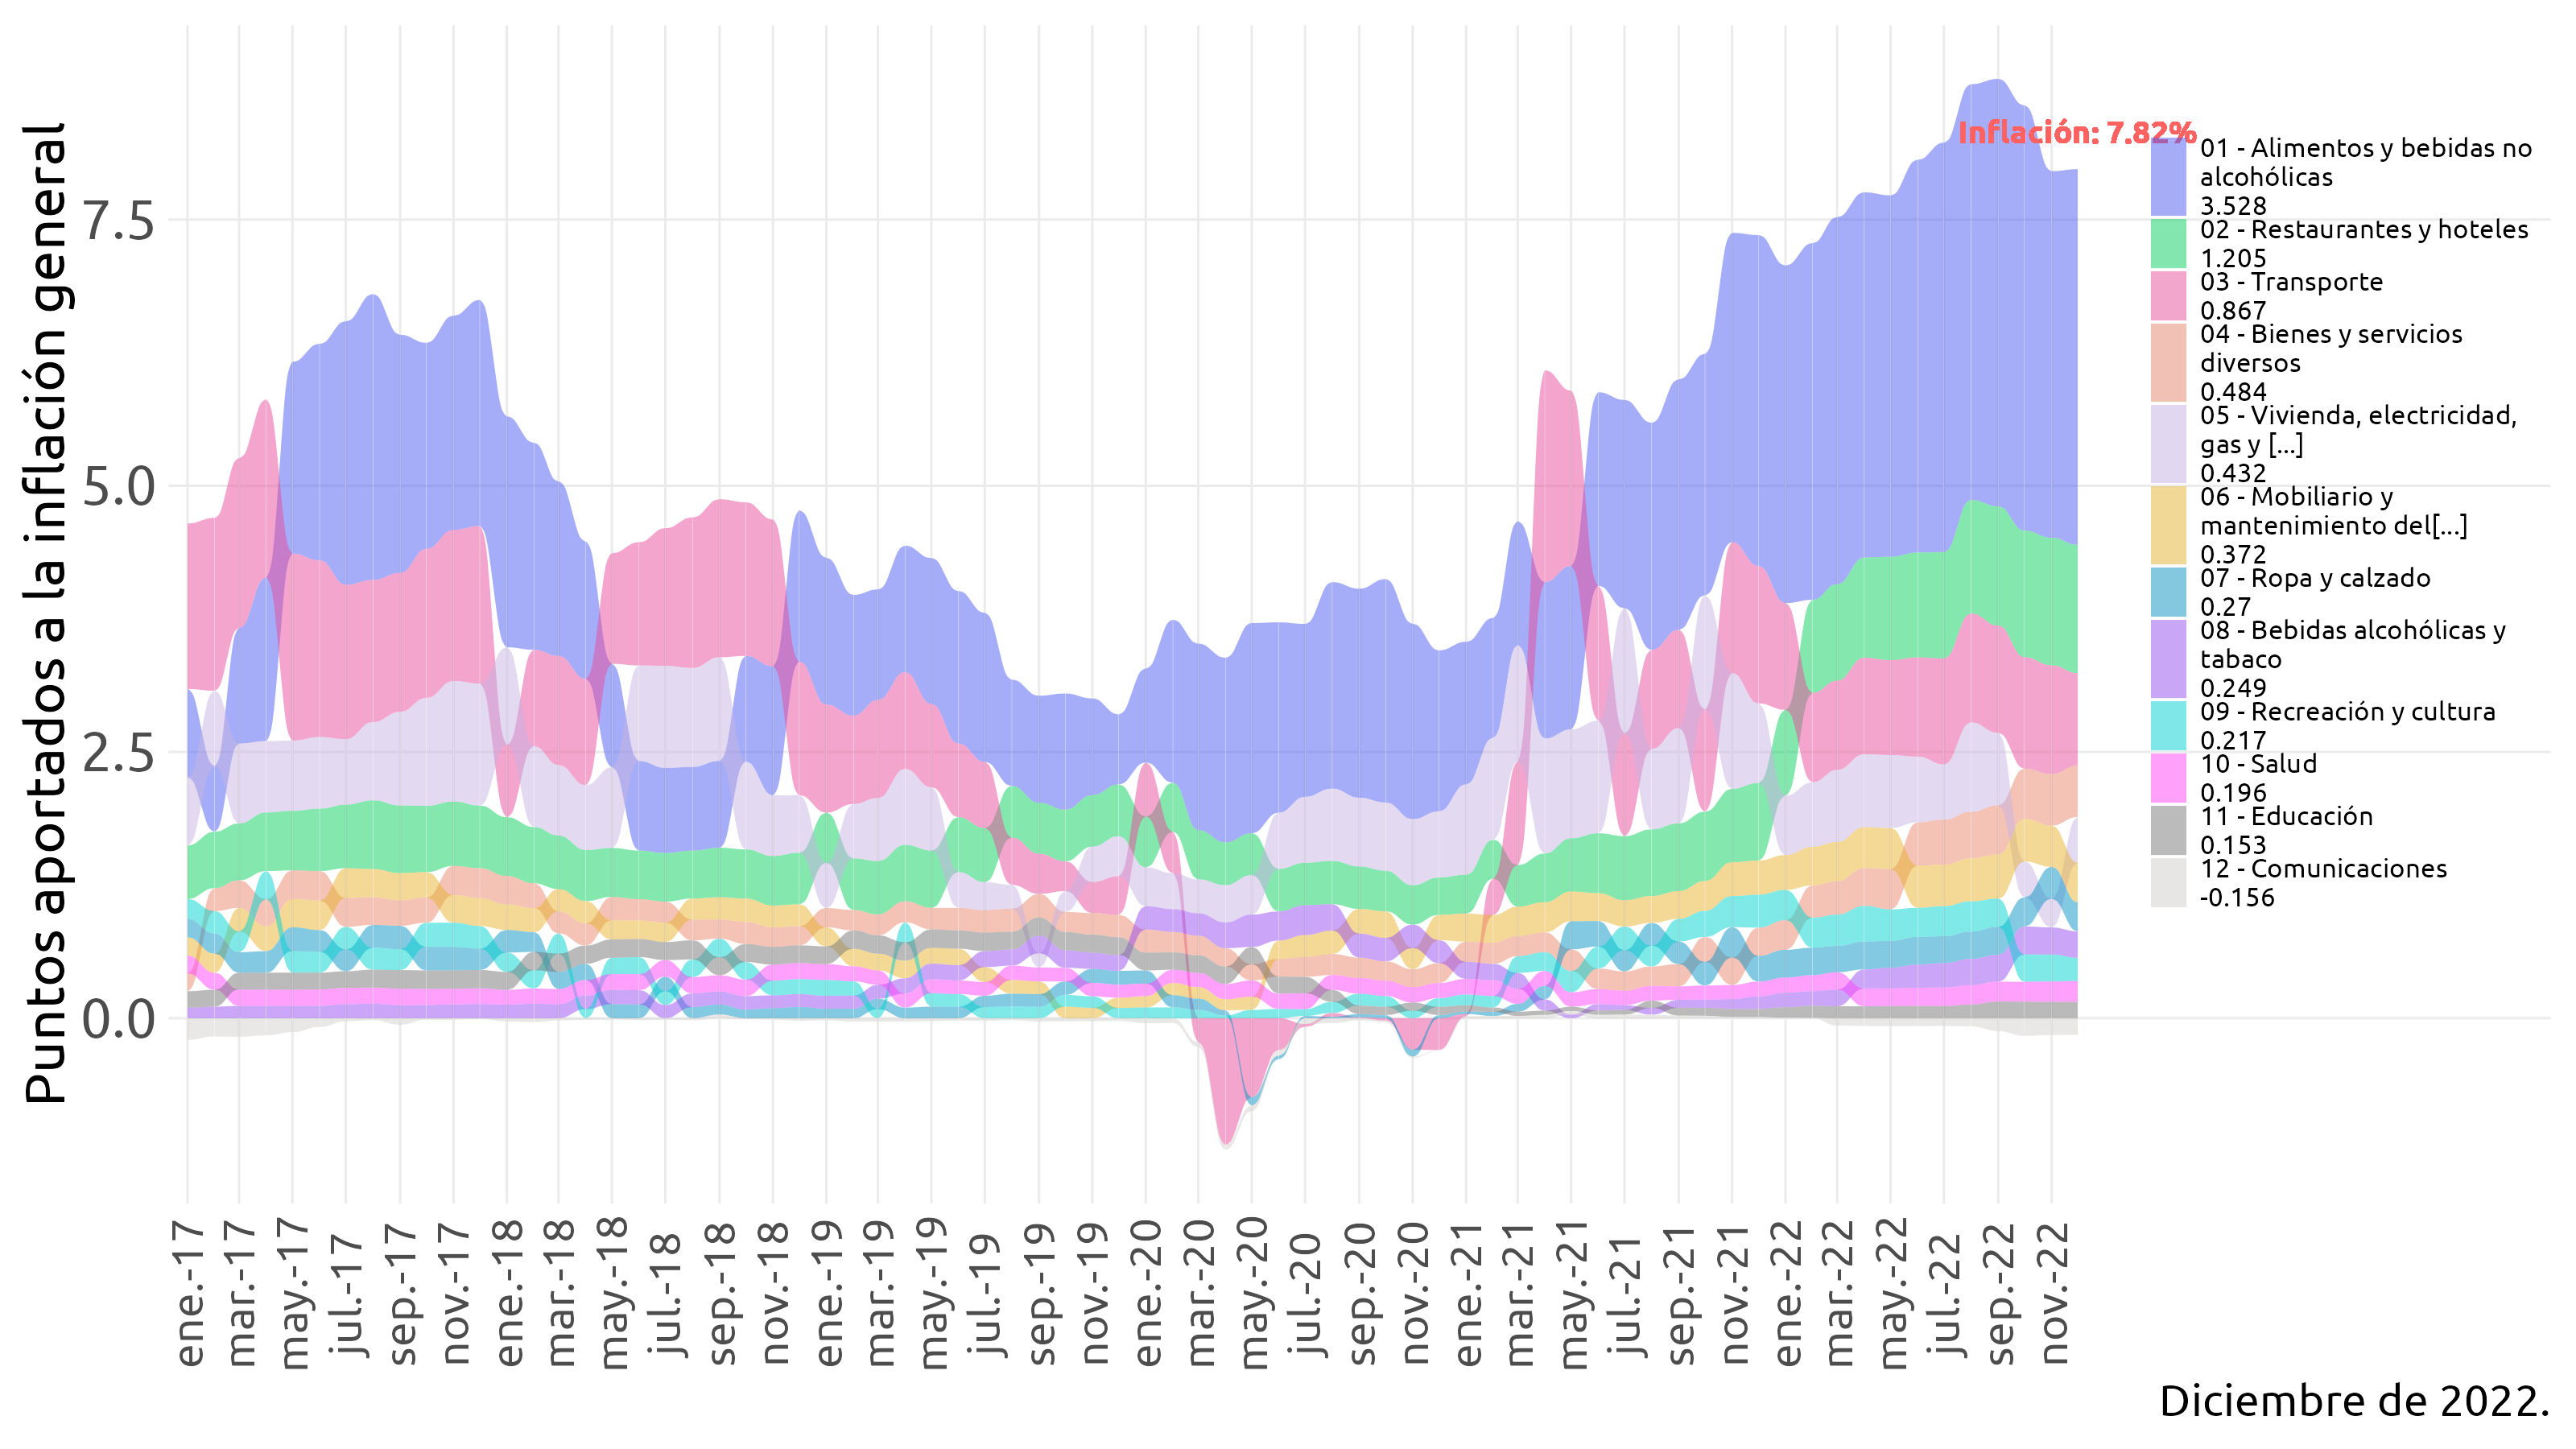 Puntos aportados a la inflación general
7.5
5.0
2.5
0.0
Inflación: 7.82%
01 - Alimentos y bebidas no
alcohólicas
3.528
02 - Restaurantes y hoteles
1.205
03 - Transporte
0.867
04 - Bienes y servicios
diversos
0.484
05 - Vivienda, electricidad,
gas y [...]
0.432
06 - Mobiliario y
mantenimiento del[...]
0.372
07 - Ropa y calzado
0.27
08 - Bebidas alcohólicas y
tabaco
0.249
09 - Recreación y cultura
0.217
10 - Salud
0.196
11 - Educación
0.153
12 - Comunicaciones
-0.156
ene.-17
mar.-17
may.-17
jul.-17
sep.-17
nov.-17
ene.-18
mar.-18
may.-18
jul.-18
sep.-18
nov.-18
ene.-19
mar.-19
may.-19
jul.-19
sep.-19
nov.-19
ene.-20
mar.-20
may.-20
jul.-20
sep.-20
nov.-20
ene.-21
mar.-21
may.-21
jul.-21
sep.-21
nov.-21
ene.-22
mar.-22
may.-22
jul.-22
sep.-22
nov.-22
Diciembre de 2022.